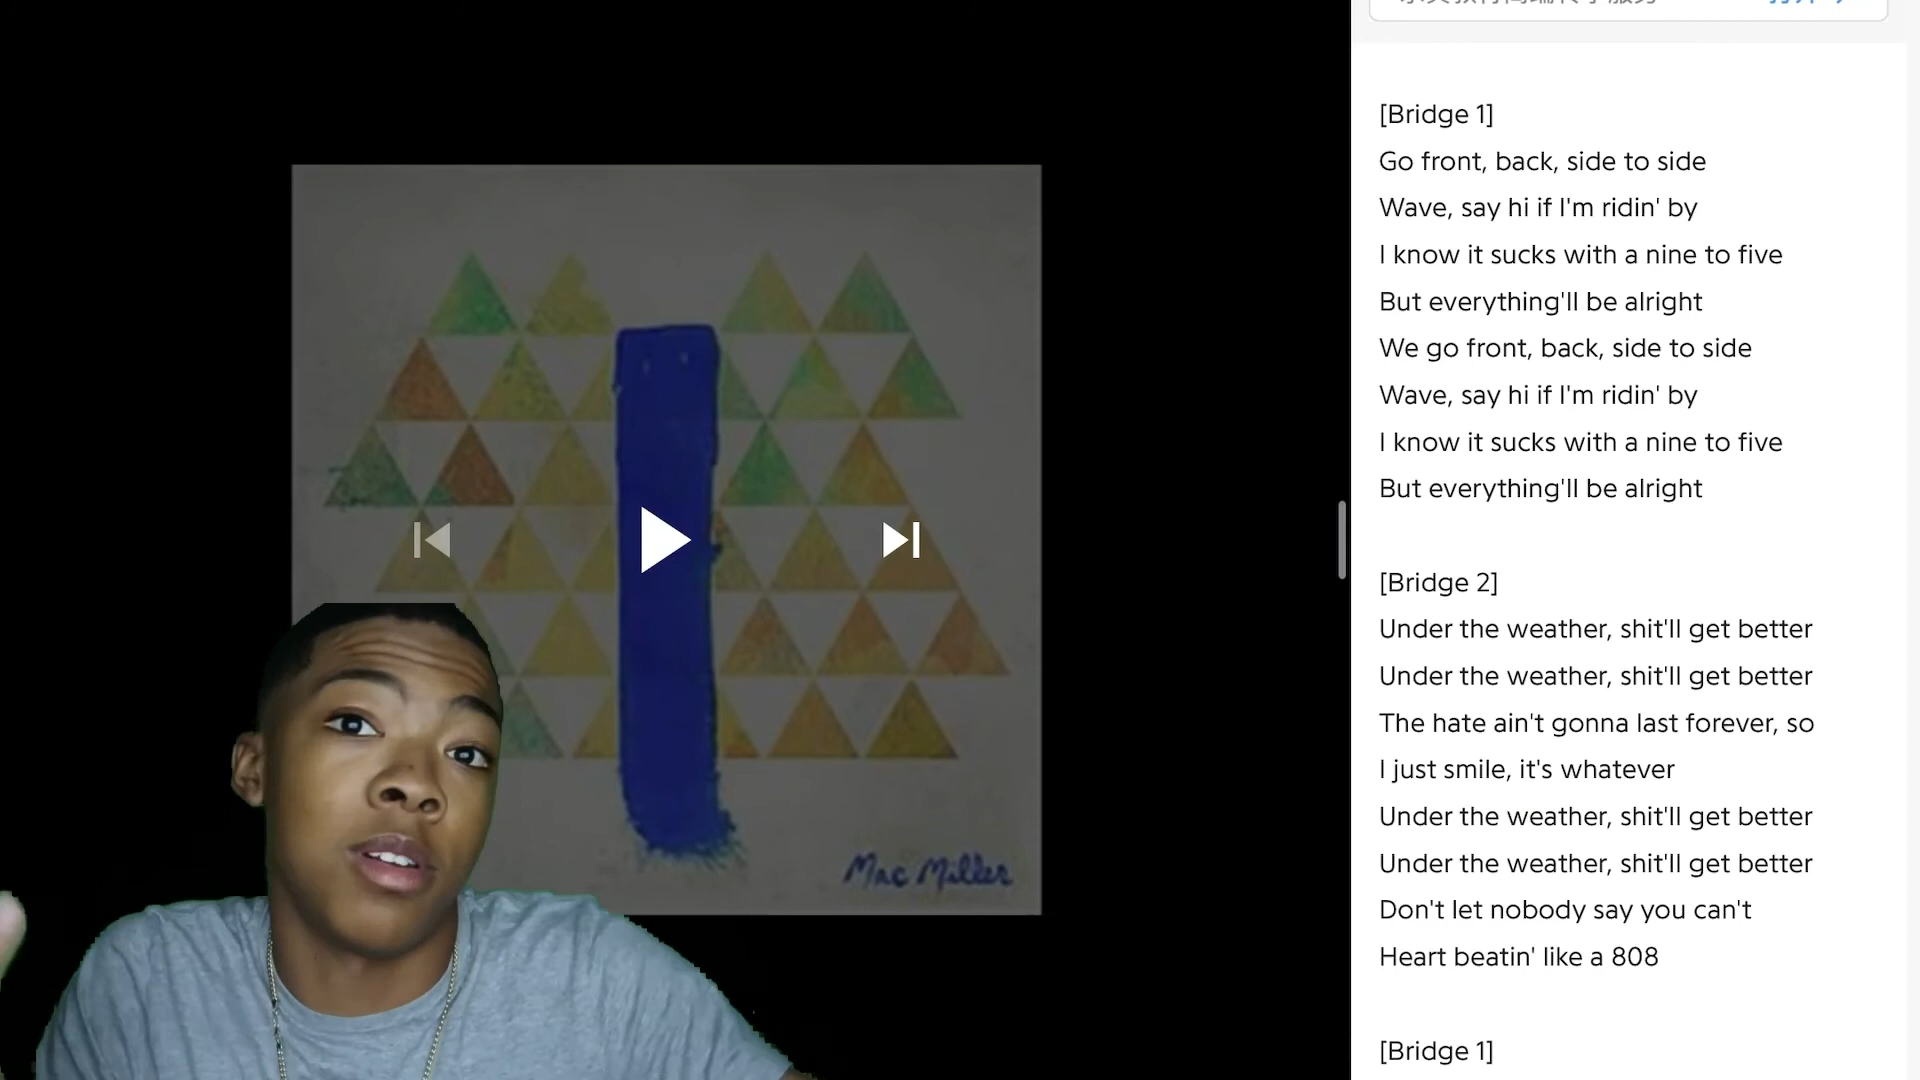 Mac Miller
[Bridge 1]
Go front, back, side to side
Wave, say hi if I'm ridin' by
I know it sucks with a nine to five
But everything'll be alright
We go front, back, side to side
Wave, say hi if I'm ridin' by
I know it sucks with a nine to five
But everything'll be alright
[Bridge 2]
Under the weather, shit'll get better
Under the weather, shit'll get better
The hate ain't gonna last forever, so
I just smile, it's whatever
Under the weather, shit'll get better
Under the weather, shit'll get better
Don't let nobody say you can't
Heart beatin' like a 808
[Bridge 1]